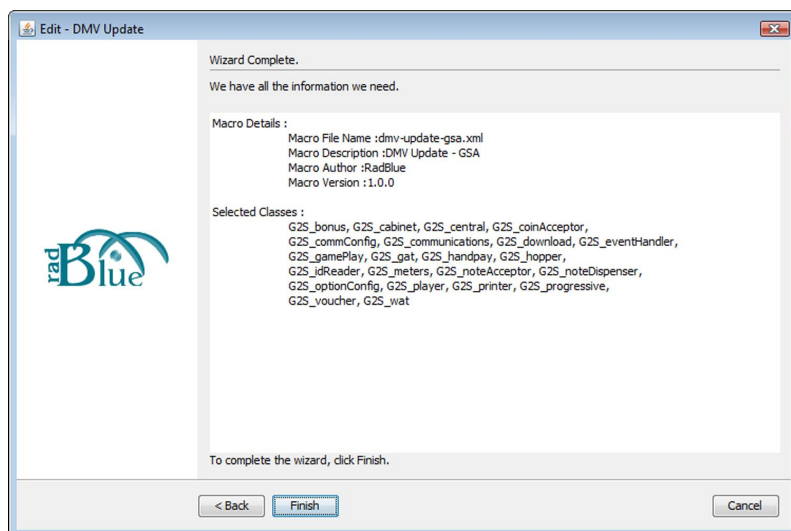 Edit - DMV Update
Wizard Complete.
We have all the information we need.
Macro Details :
Macro File Name :dmv-update-gsa.xml
Macro Description :DMV Update - GSA
Macro Author :RadBlue
Macro Version :1.0.0
Selected Classes :
G2S_bonus, G2S_cabinet, G2S_central, G2S_coinAcceptor,
G2S_commConfig, G2S_communications, G2S_download, G2S_eventHandler,
G2S_gamePlay, G2S_gat, G2S_handpay, G2S_hopper,
G2S_idReader, G2S_meters, G2S_noteAcceptor, G2S_noteDispenser,
G2S_optionConfig, G2S_player, G2S_printer, G2S_progressive,
G2S_voucher, G2S_wat
rad
Blue
To complete the wizard, click Finish.
< Back
Finish
Cancel